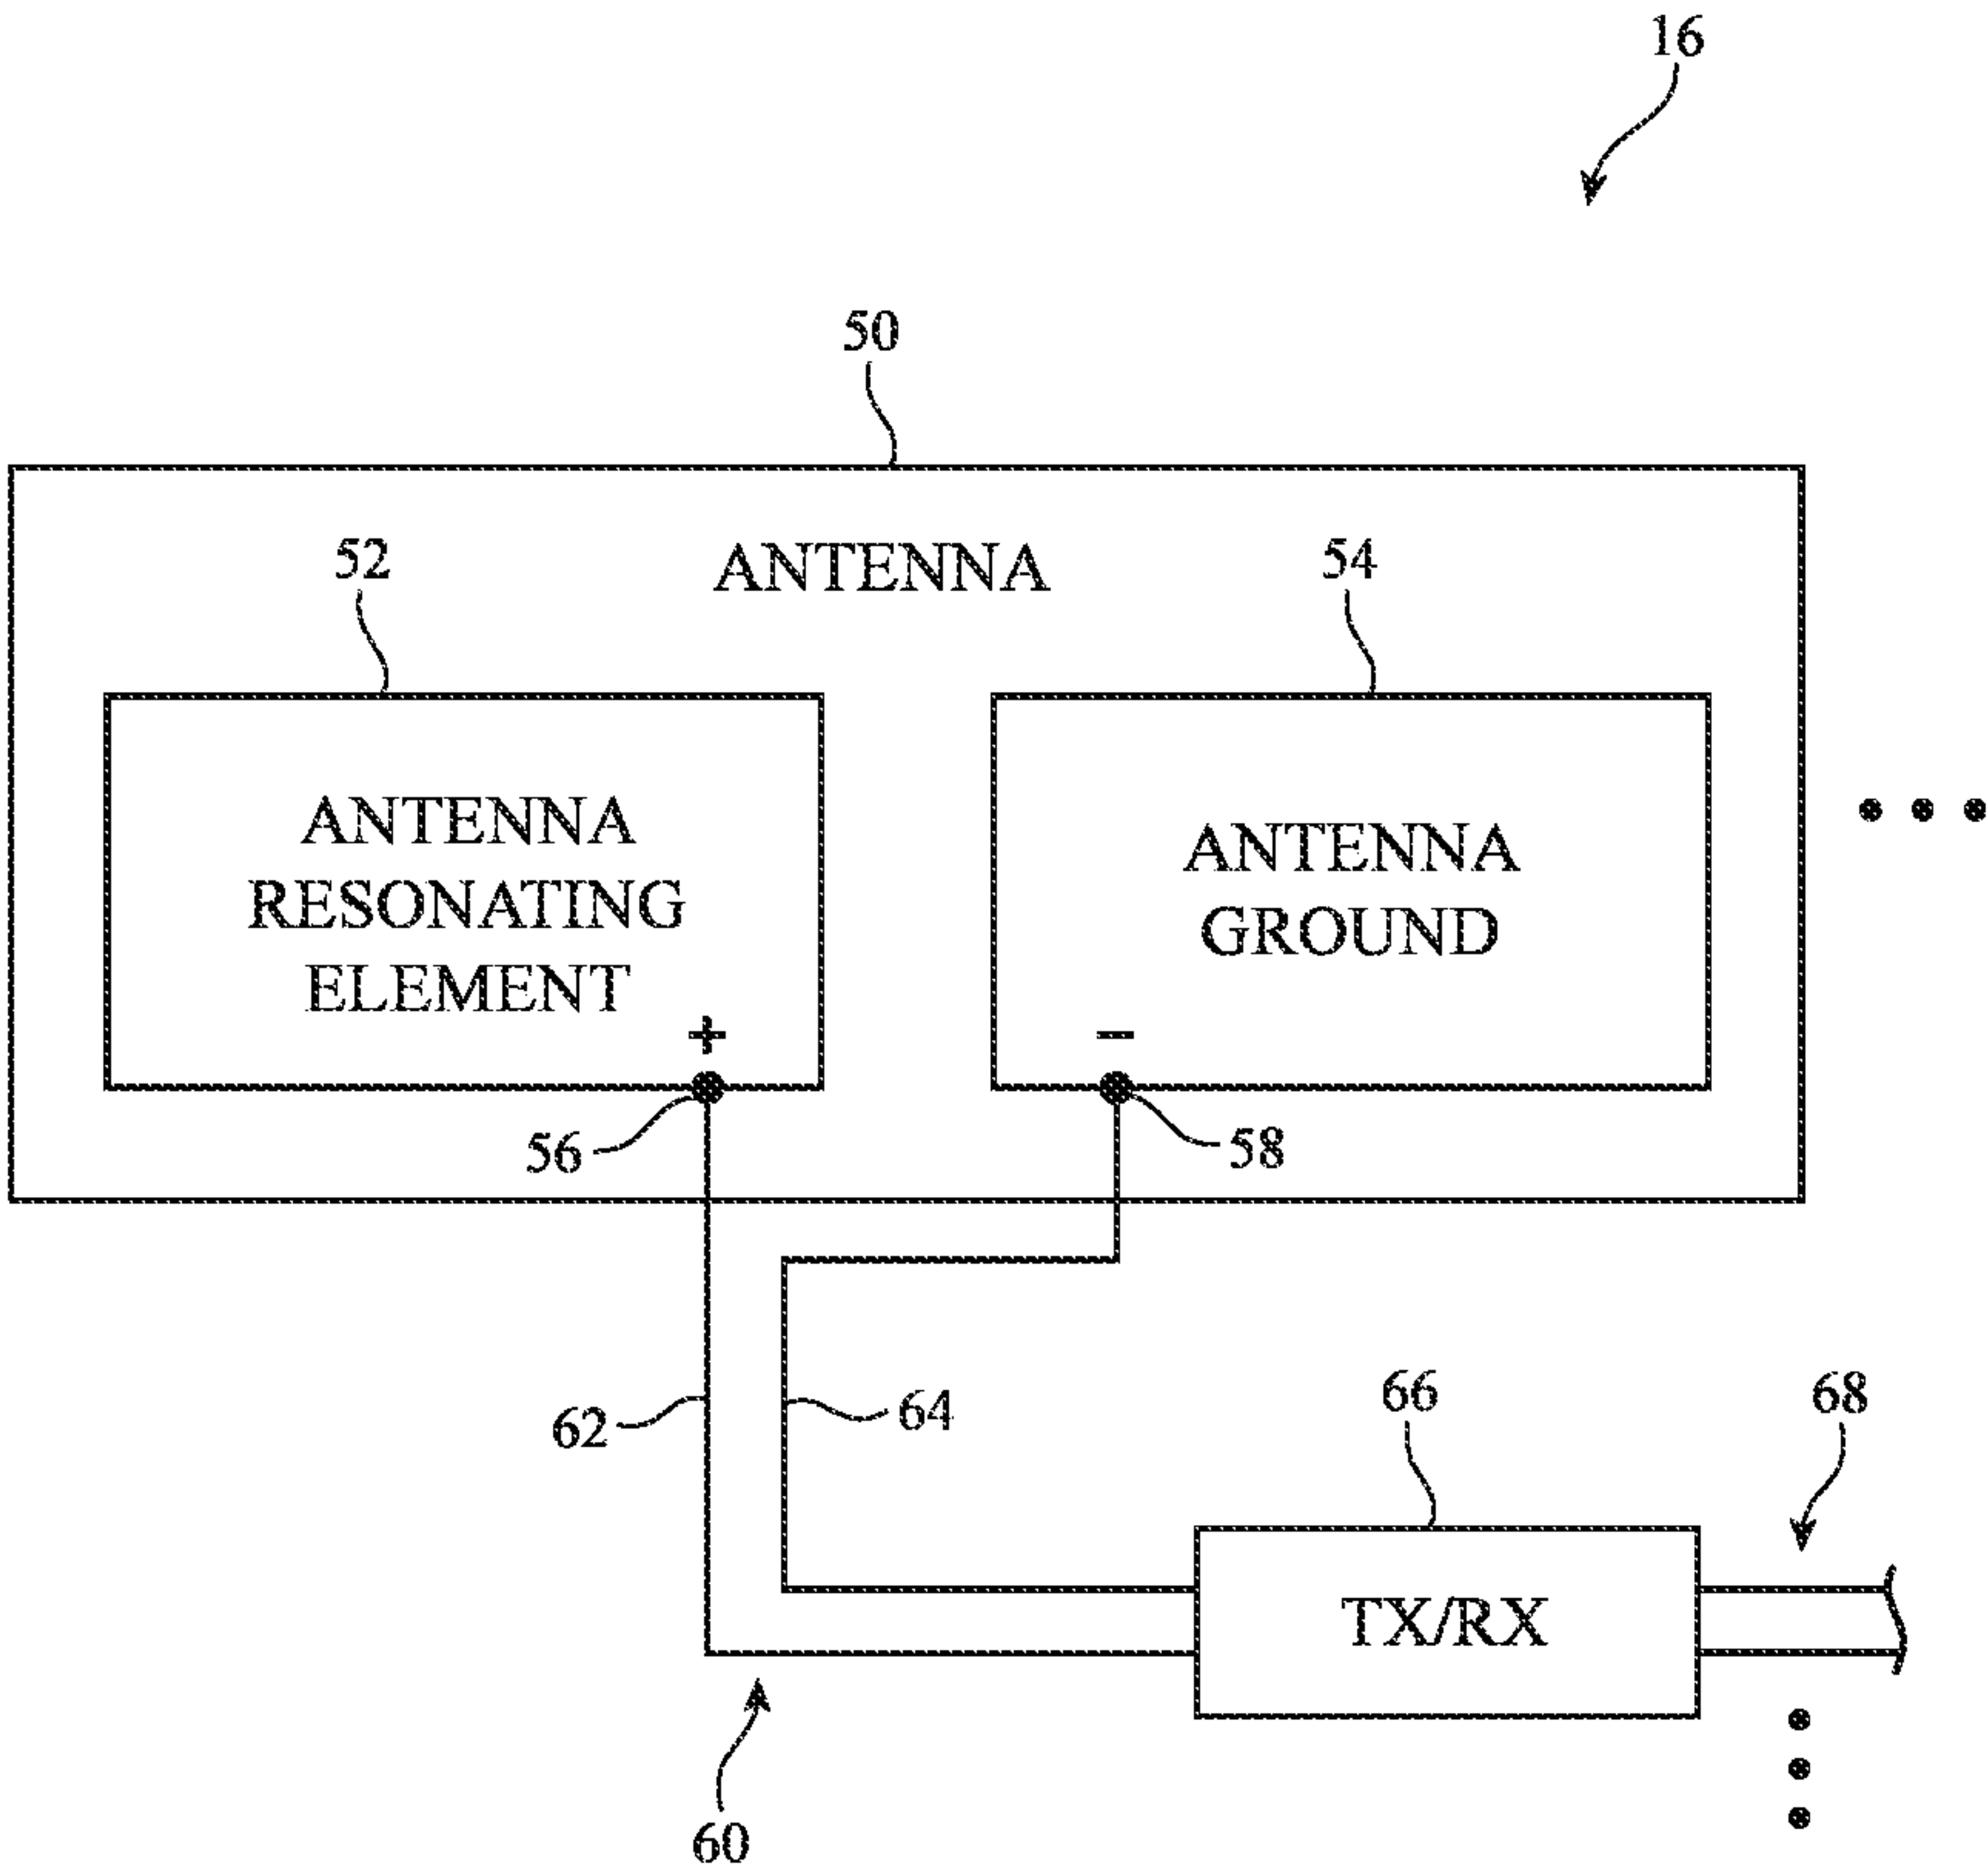 16
50
ANTENNA
52
54
ANTENNA
RESONATING
ELEMENT
+
ANTENNA
GROUND
−
56
58
62
64
66
68
TX/RX
60